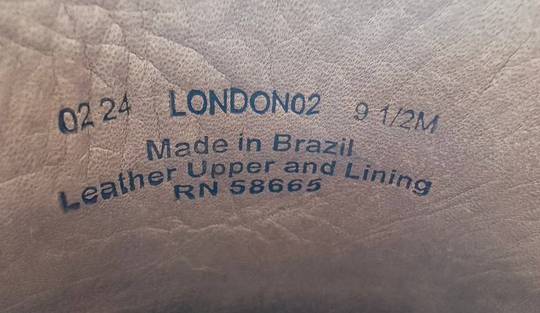 02 24 LONDON02 9 1/2M
Made in Brazil
Leather Upper and Lining
RN 58665